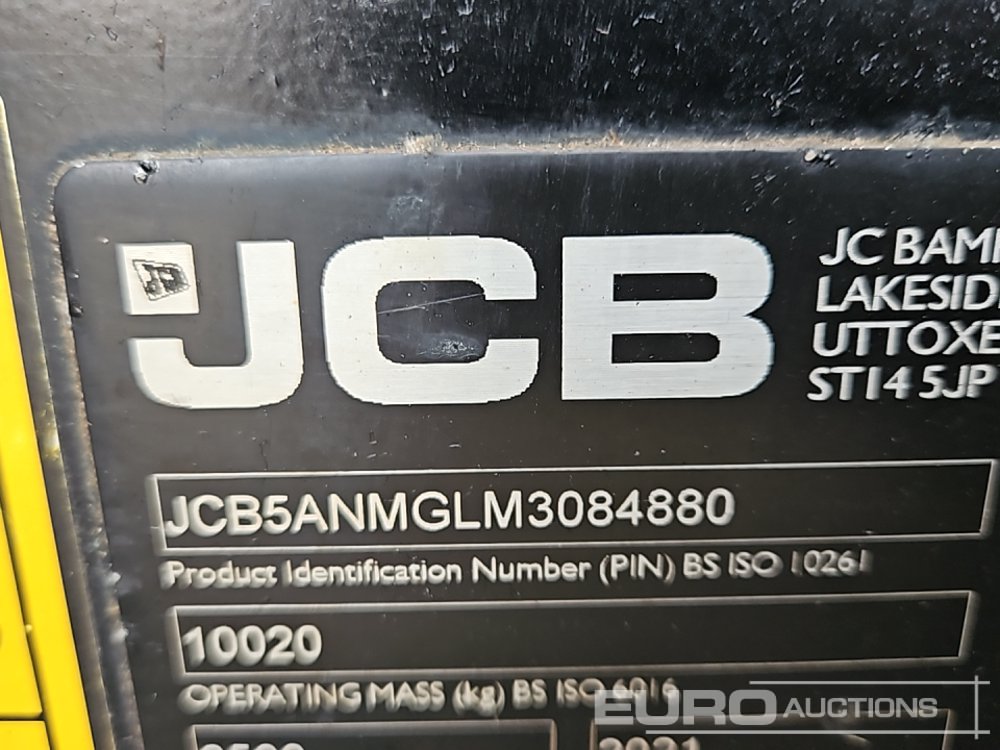 JCB
JC BAM
LAKESID
UTTOXE
ST14 5JP
JCB5ANMGLM3084880
Product Identification Number (PIN) BS ISO 10261
10020
OPERATING MASS (kg) BS ISO 6016
2021
EURO AUCTIONS